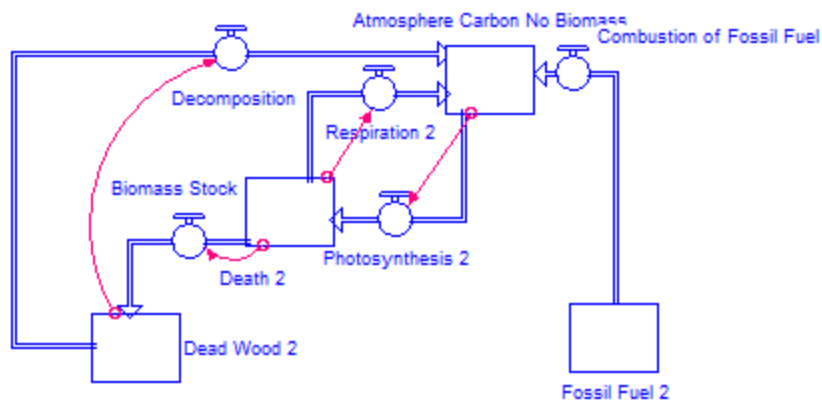 Atmosphere Carbon No Biomass
Combustion of Fossil Fuel
Decomposition
Respiration 2
Biomass Stock
Photosynthesis 2
Death 2
Dead Wood 2
Fossil Fuel 2